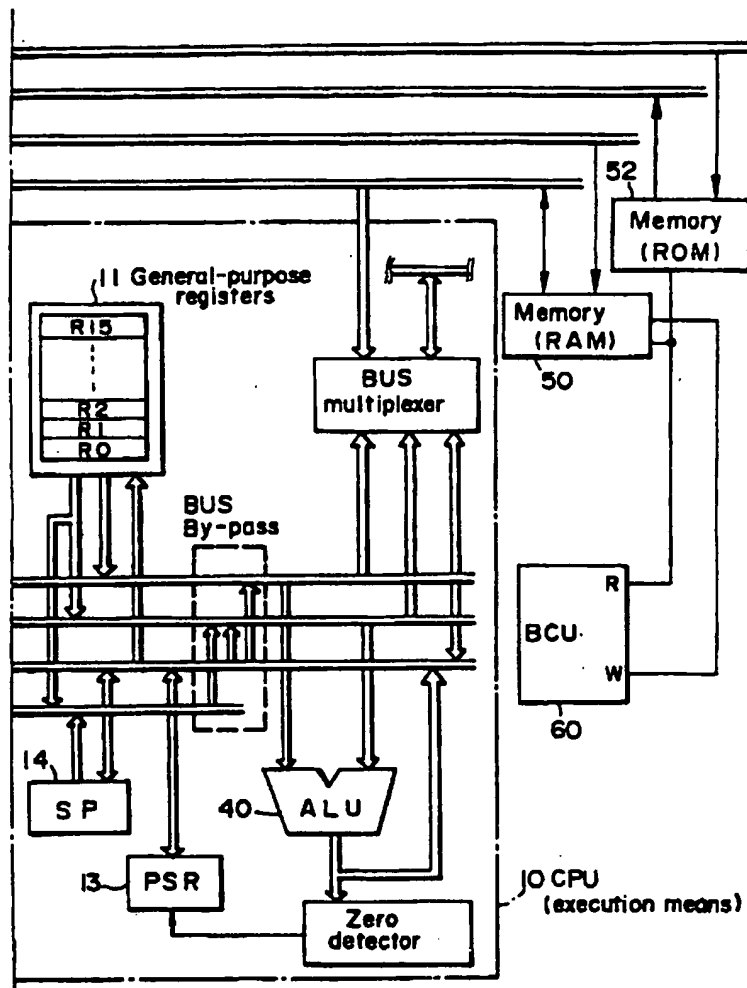 52
Memory
(ROM)
11 General-purpose
registers
R15
R2
R1
R0
Memory
(RAM)
50
BUS
multiplexer
BUS
By-pass
R
BCU
W
60
14
SP
40
ALU
13
PSR
10 CPU
(execution means)
Zero
detector